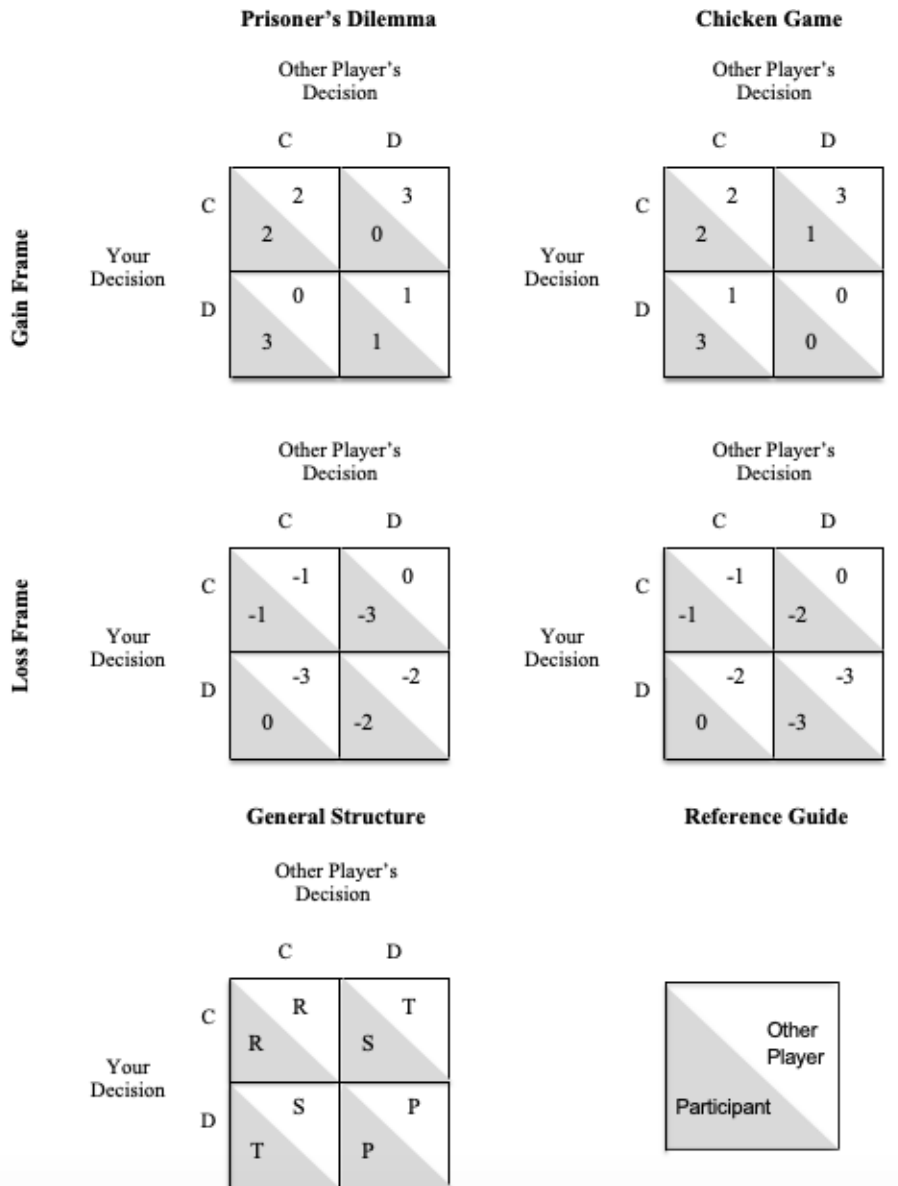 Prisoner's Dilemma Chicken Game
Other Player's Other Player's
Decision Decision
C D C D
2 3 2 3
C C
2 0 2 1
Gain Frame
Your Your
Decision Decision
0 1 1 0
D D
3 1 3 0
Other Player's Other Player's
Decision Decision
C D C D
-1 0 -1 0
C C
-1 -3 -1 -2
Loss Frame
Your Your
Decision Decision
-3 -2 -2 -3
D D
0 -2 0 -3
General Structure Reference Guide
Other Player's
Decision
C D
R T
C
R S
Your
Decision
S P
D
T P
Other
Player
Participant